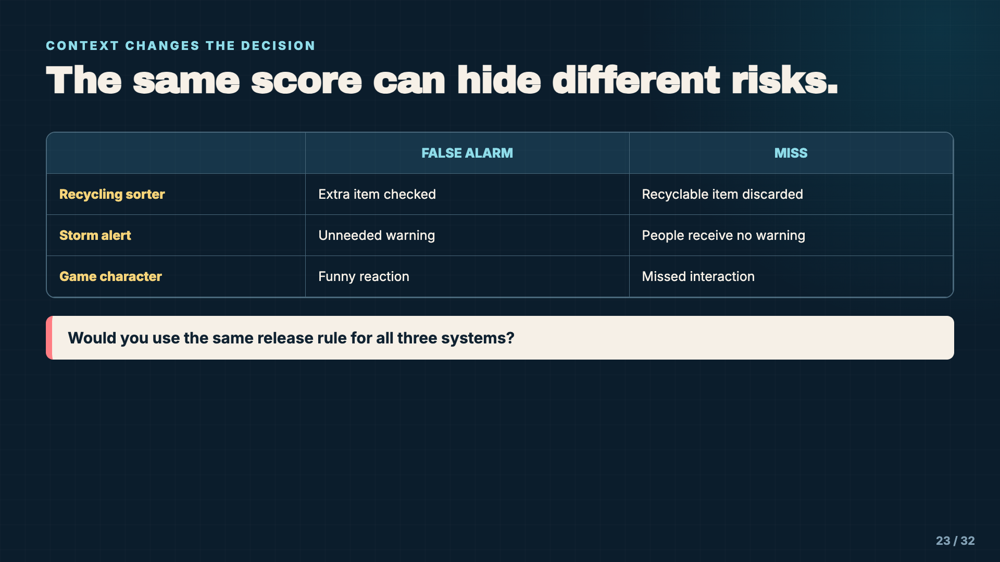 CONTEXT CHANGES THE DECISION
The same score can hide different risks.
FALSE ALARM MISS
Recycling sorter Extra item checked Recyclable item discarded
Storm alert Unneeded warning People receive no warning
Game character Funny reaction Missed interaction
Would you use the same release rule for all three systems?
23 / 32